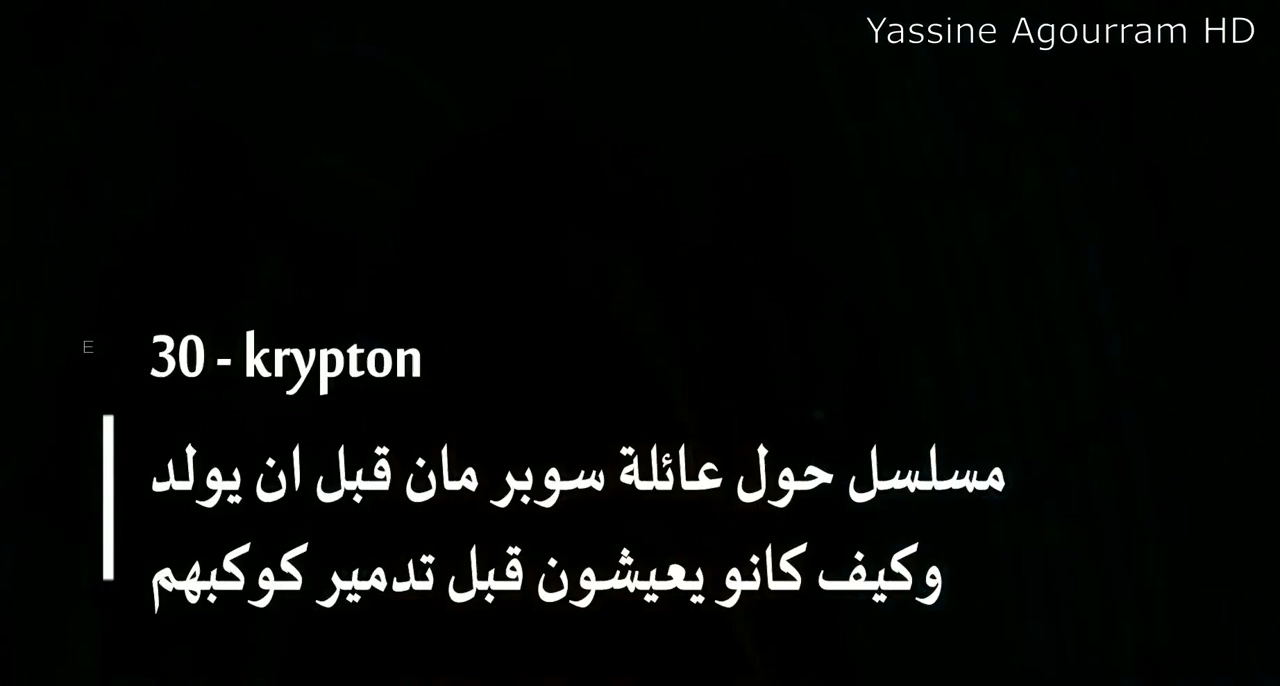 Yassine Agourram HD
E
30 - krypton
مسلسل حول عائلة سوبر مان قبل ان يولد
وكيف كانو يعيشون قبل تدمير كوكبهم